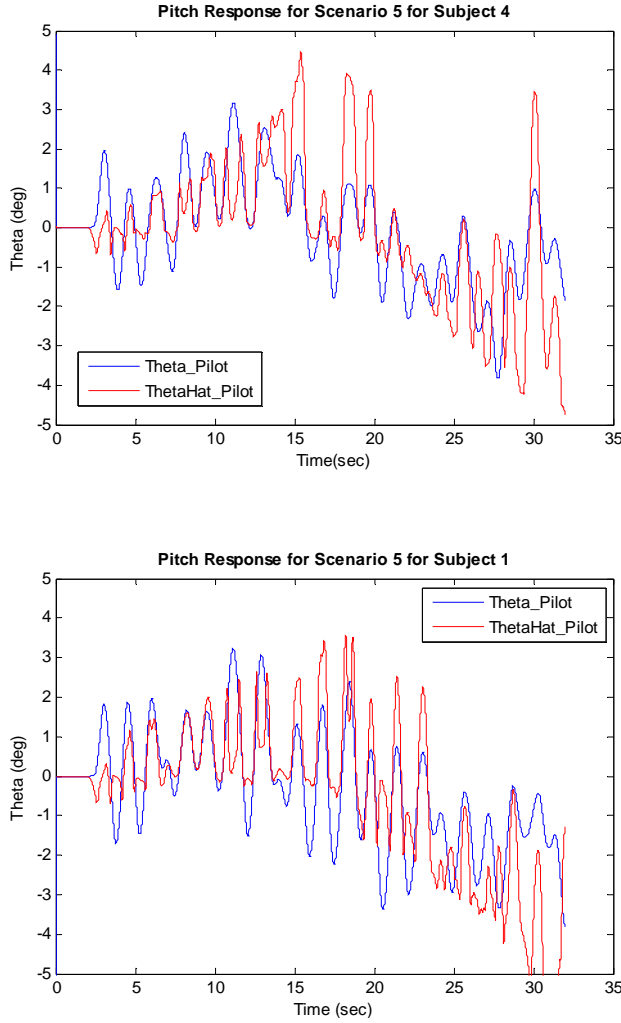 Pitch Response for Scenario 5 for Subject 4
5
4
3
2
1
0
-1
-2
-3
-4
-5
Theta (deg)
Theta_Pilot
ThetaHat_Pilot
0 5 10 15 20 25 30 35
Time(sec)
Pitch Response for Scenario 5 for Subject 1
5
4
3
2
1
0
-1
-2
-3
-4
-5
Theta (deg)
Theta_Pilot
ThetaHat_Pilot
0 5 10 15 20 25 30 35
Time (sec)